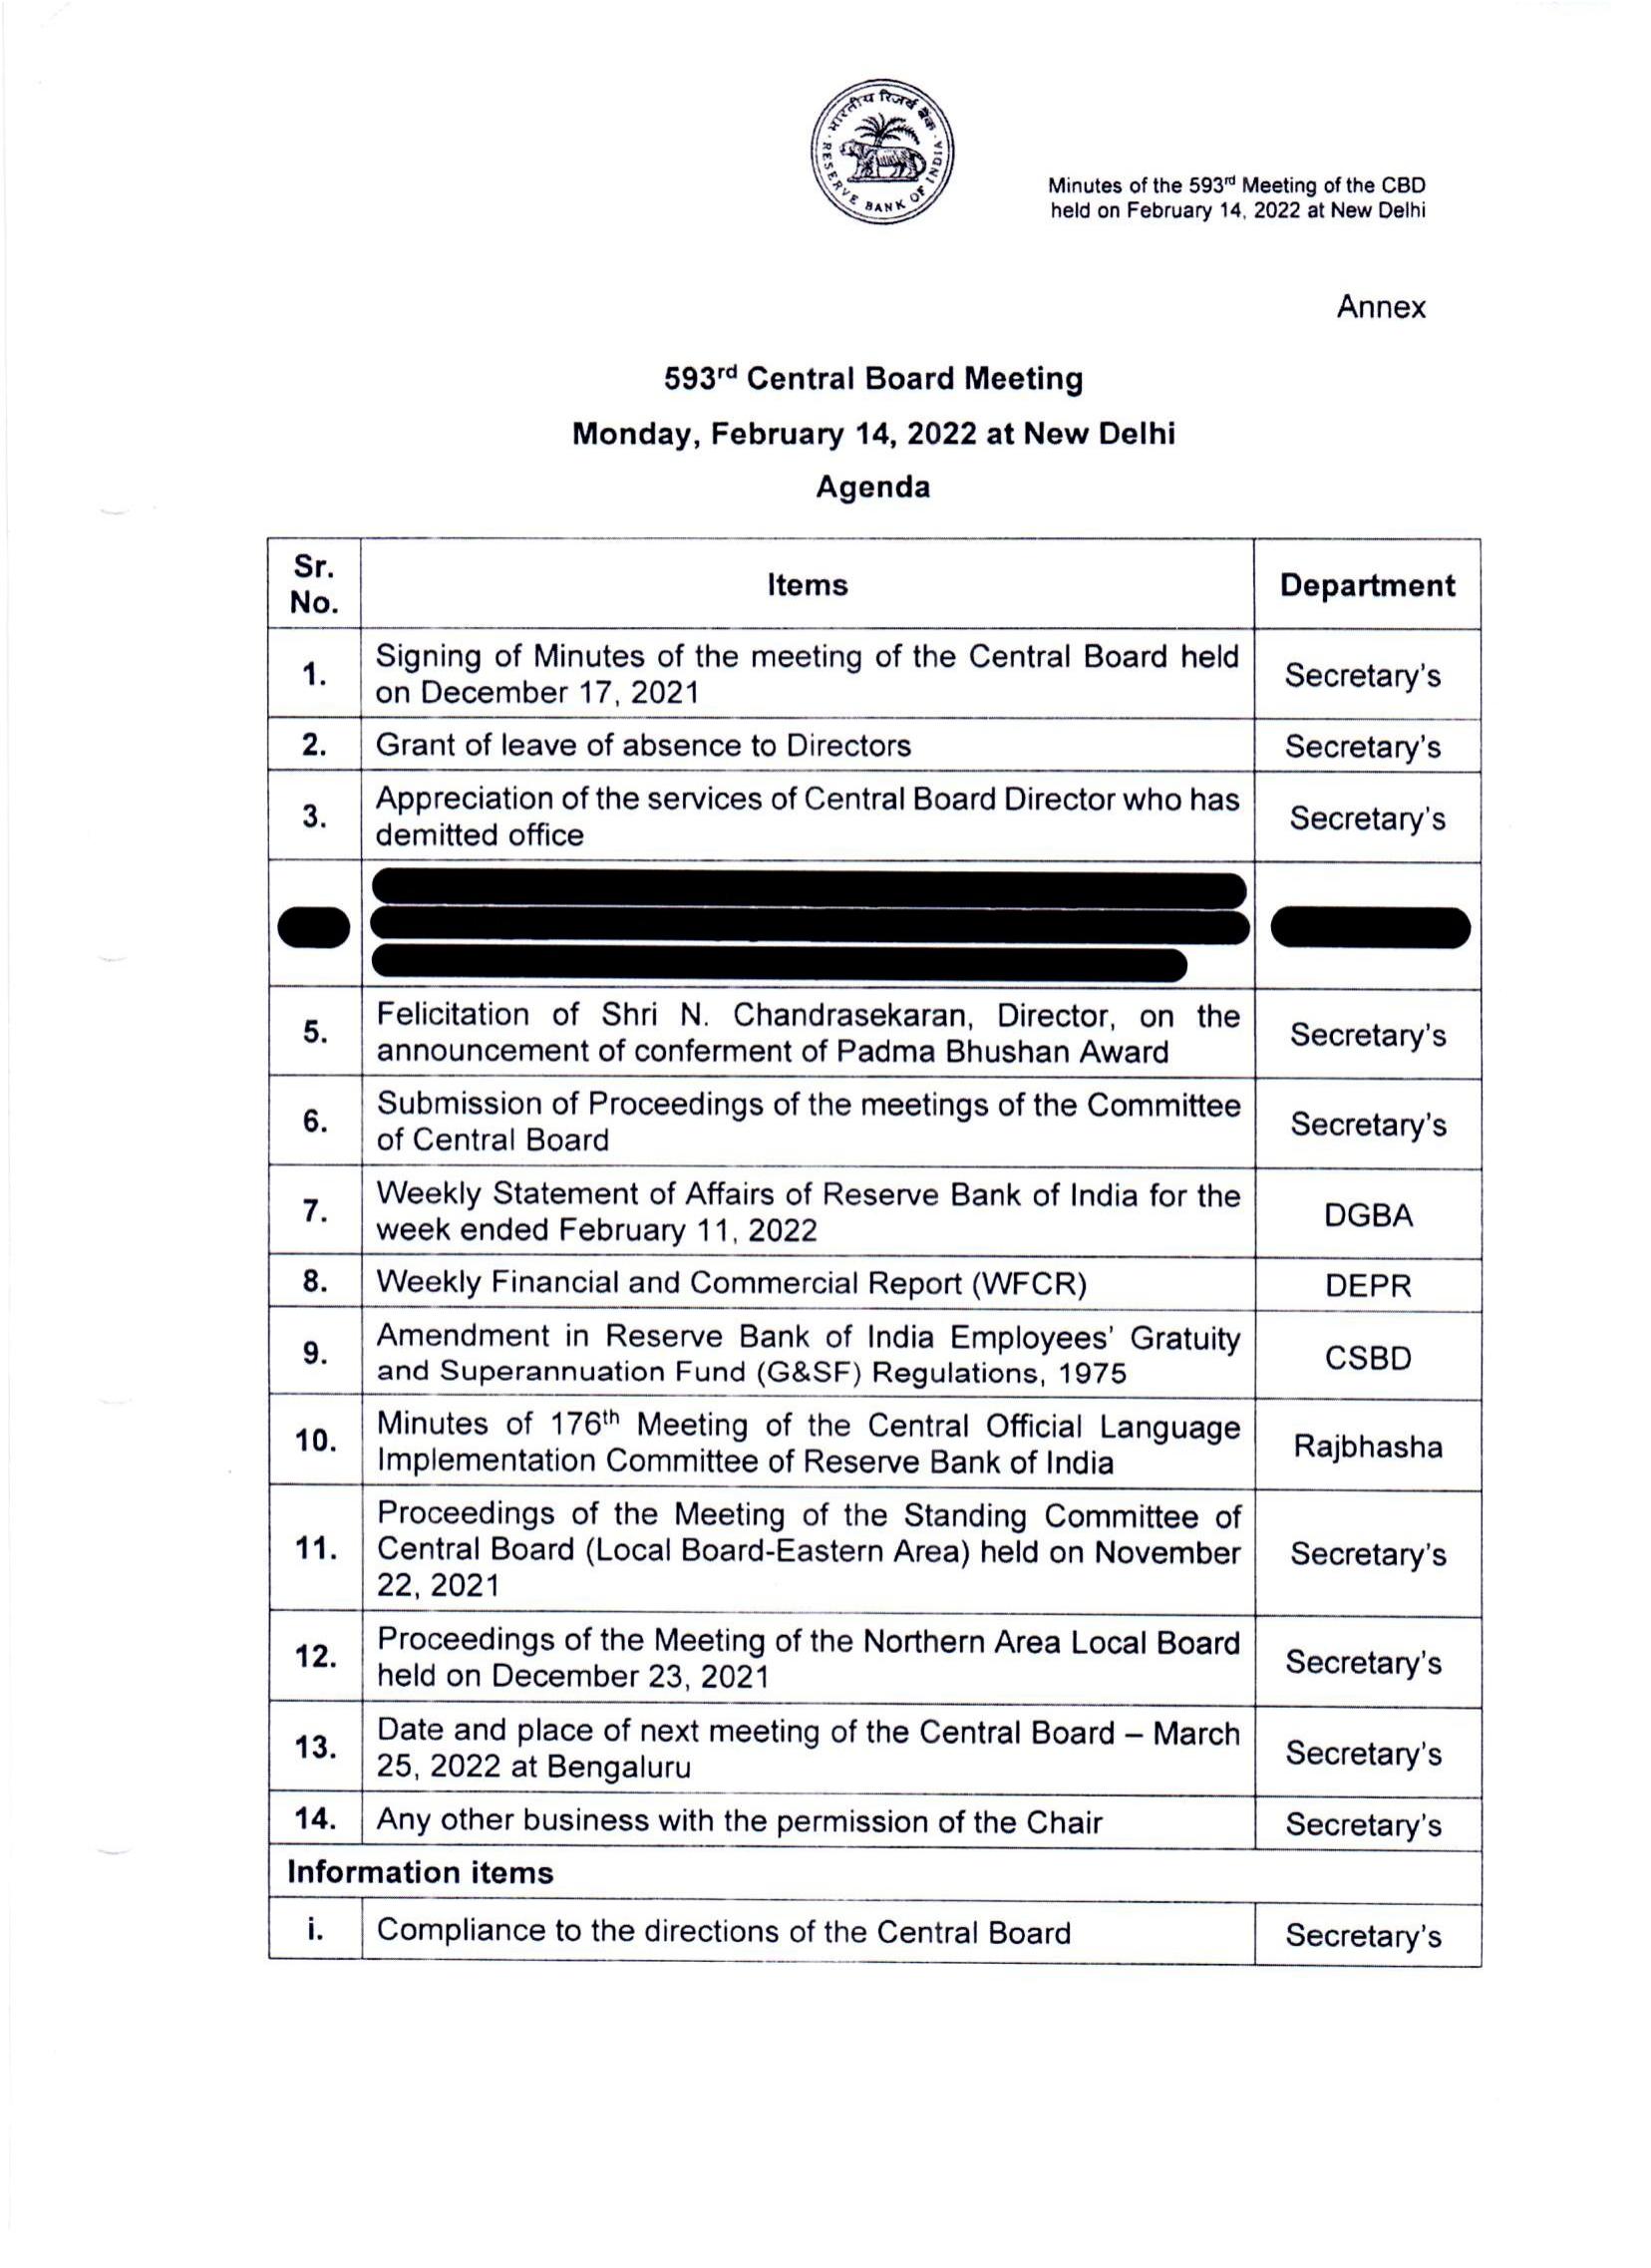 भारतीय रिज़र्व बैंक
RESERVE BANK OF INDIA
Minutes of the 593rd Meeting of the CBD
held on February 14, 2022 at New Delhi
Annex
593rd Central Board Meeting
Monday, February 14, 2022 at New Delhi
Agenda
Sr.
No.
Items
Department
1.
Signing of Minutes of the meeting of the Central Board held
on December 17, 2021
Secretary's
2.
Grant of leave of absence to Directors
Secretary's
3.
Appreciation of the services of Central Board Director who has
demitted office
Secretary's
5.
Felicitation of Shri N. Chandrasekaran, Director, on the
announcement of conferment of Padma Bhushan Award
Secretary's
6.
Submission of Proceedings of the meetings of the Committee
of Central Board
Secretary's
7.
Weekly Statement of Affairs of Reserve Bank of India for the
week ended February 11, 2022
DGBA
8.
Weekly Financial and Commercial Report (WFCR)
DEPR
9.
Amendment in Reserve Bank of India Employees' Gratuity
and Superannuation Fund (G&SF) Regulations, 1975
CSBD
10.
Minutes of 176th Meeting of the Central Official Language
Implementation Committee of Reserve Bank of India
Rajbhasha
11.
Proceedings of the Meeting of the Standing Committee of
Central Board (Local Board-Eastern Area) held on November
22, 2021
Secretary's
12.
Proceedings of the Meeting of the Northern Area Local Board
held on December 23, 2021
Secretary's
13.
Date and place of next meeting of the Central Board – March
25, 2022 at Bengaluru
Secretary's
14.
Any other business with the permission of the Chair
Secretary's
Information items
i.
Compliance to the directions of the Central Board
Secretary's